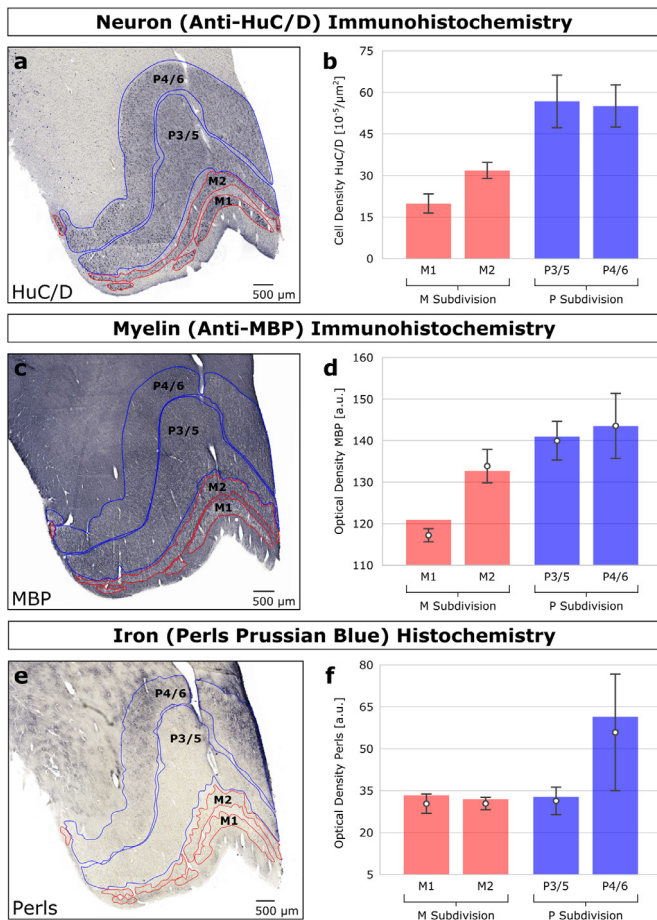 Neuron (Anti-HuC/D) Immunohistochemistry
a
P4/6
P3/5
M2
M1
HuC/D
500 µm
b
Cell Density HuC/D [10⁻⁵/µm²]
75
60
45
30
15
0
M1 M2 P3/5 P4/6
M Subdivision P Subdivision
Myelin (Anti-MBP) Immunohistochemistry
c
P4/6
P3/5
M2
M1
MBP
500 µm
d
Optical Density MBP [a.u.]
160
150
140
130
120
110
M1 M2 P3/5 P4/6
M Subdivision P Subdivision
Iron (Perls Prussian Blue) Histochemistry
e
P4/6
P3/5
M2
M1
Perls
500 µm
f
Optical Density Perls [a.u.]
80
65
50
35
20
5
M1 M2 P3/5 P4/6
M Subdivision P Subdivision